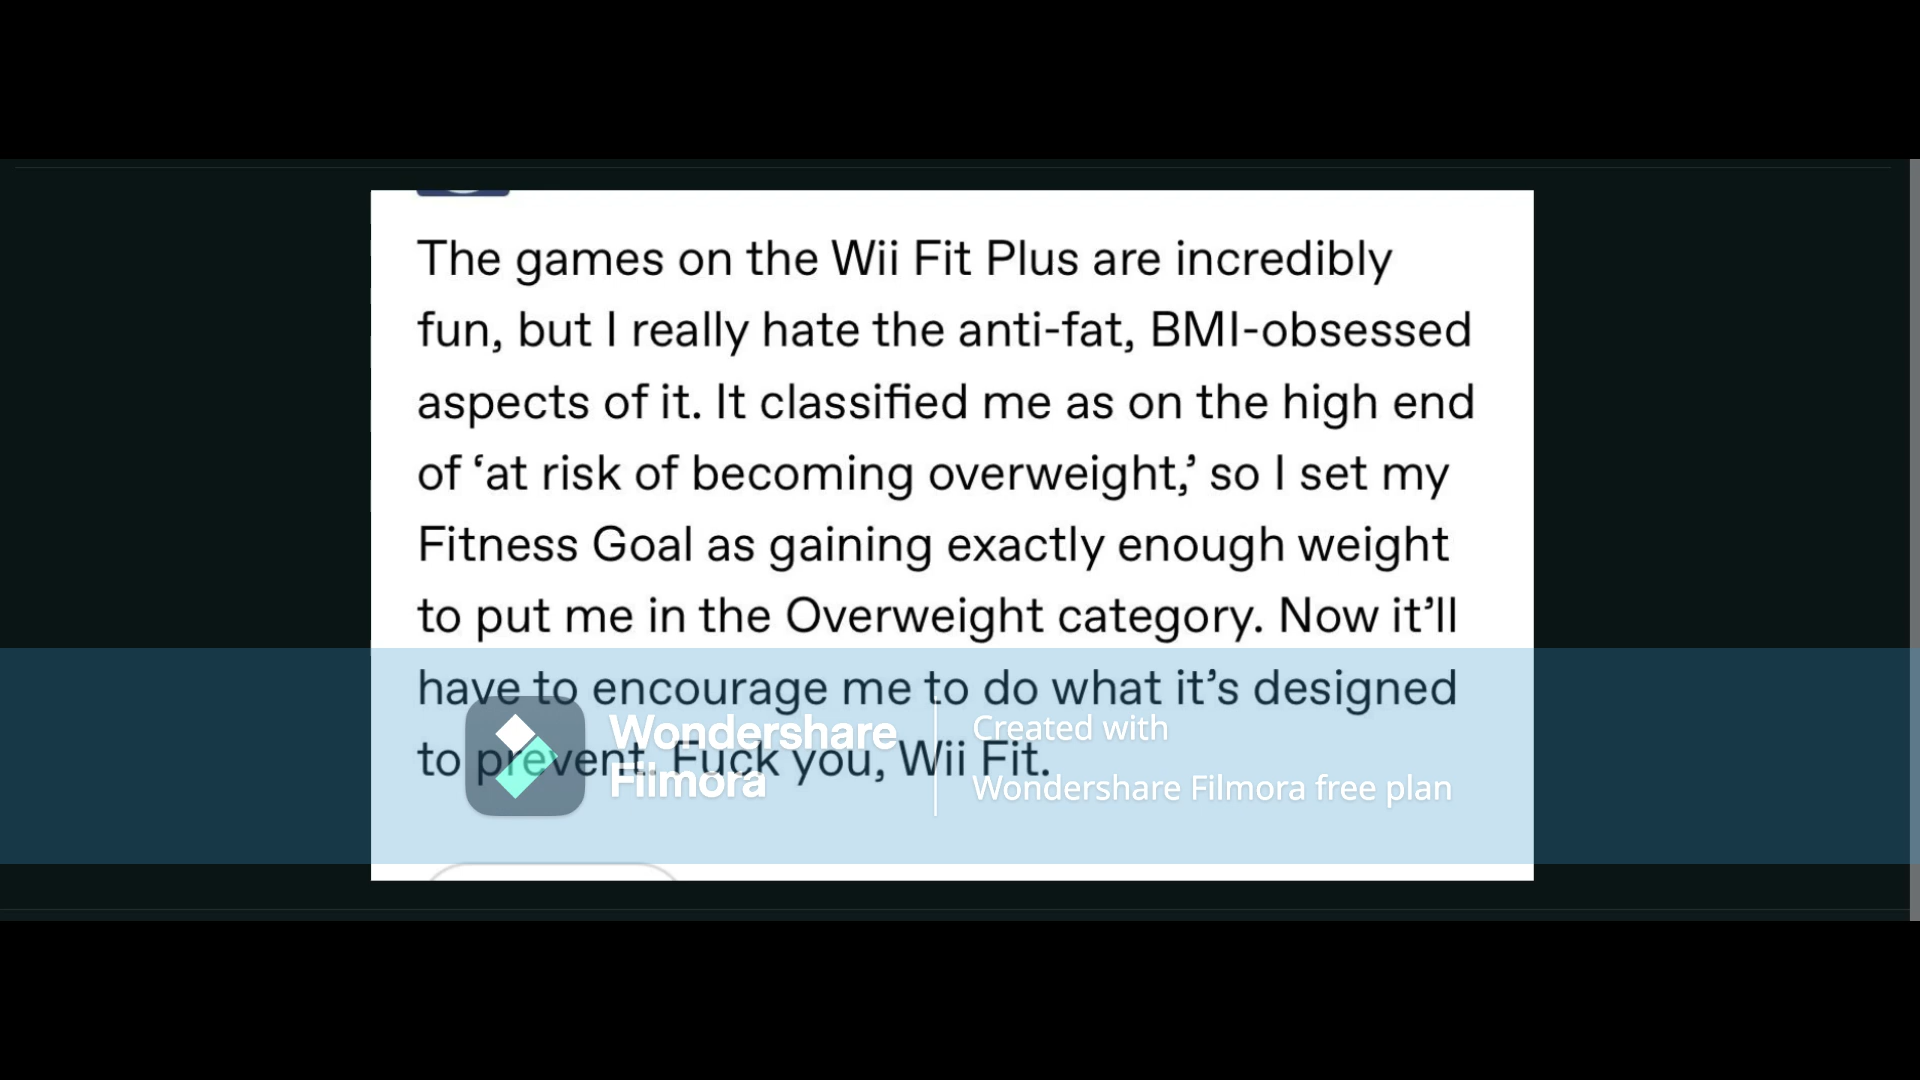 The games on the Wii Fit Plus are incredibly
fun, but I really hate the anti-fat, BMI-obsessed
aspects of it. It classified me as on the high end
of ‘at risk of becoming overweight,’ so I set my
Fitness Goal as gaining exactly enough weight
to put me in the Overweight category. Now it’ll
have to encourage me to do what it’s designed
to prevent. Fuck you, Wii Fit.
Wondershare
Filmora
Created with
Wondershare Filmora free plan